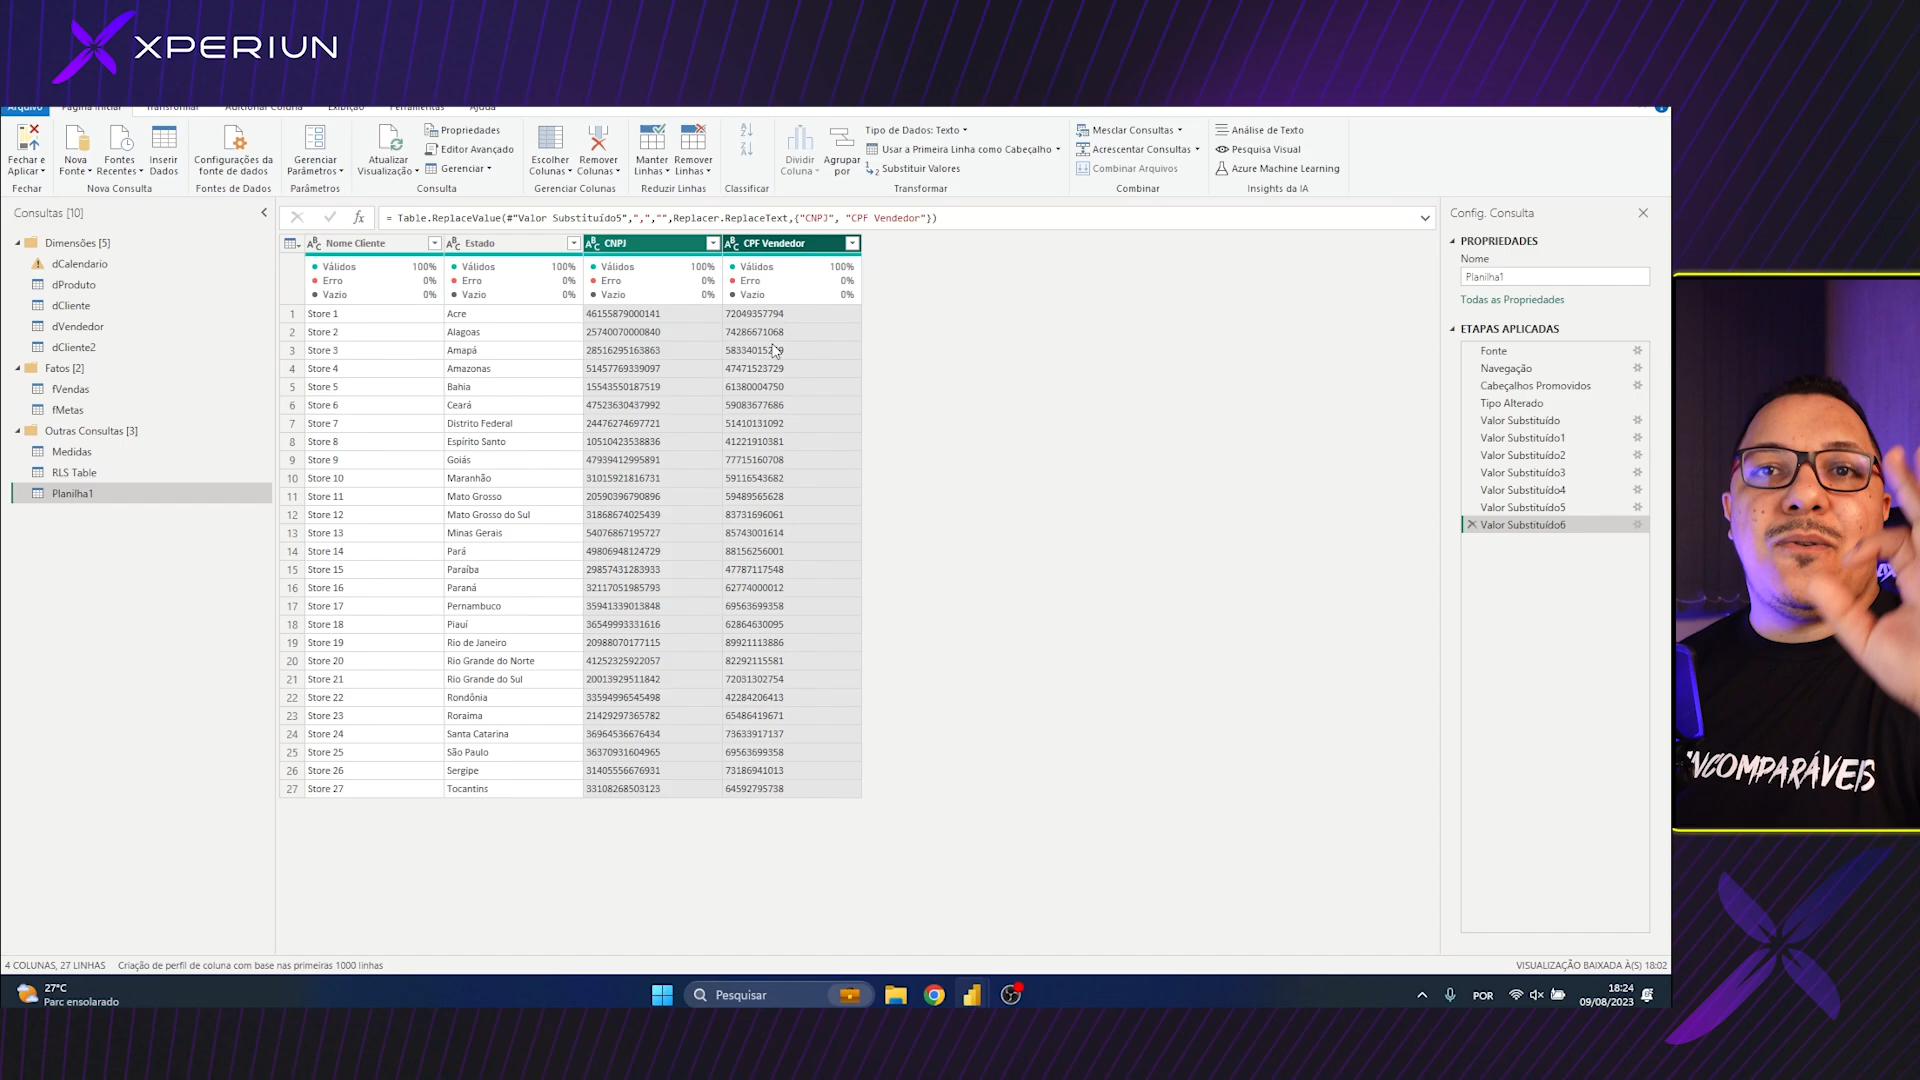 XPERIUN
Arquivo Página Inicial Transformar Adicionar Coluna Exibição Ferramentas Ajuda
Fechar e Aplicar
Nova Fonte
Fontes Recentes
Inserir Dados
Configurações da fonte de dados
Gerenciar Parâmetros
Atualizar Visualização
Propriedades
Editor Avançado
Gerenciar
Escolher Colunas
Remover Colunas
Manter Linhas
Remover Linhas
Dividir Coluna
Agrupar por
Tipo de Dados: Texto
Usar a Primeira Linha como Cabeçalho
Substituir Valores
Mesclar Consultas
Acrescentar Consultas
Combinar Arquivos
Análise de Texto
Pesquisa Visual
Azure Machine Learning
Fechar Nova Consulta Fontes de Dados Parâmetros Consulta Gerenciar Colunas Reduzir Linhas Classificar Transformar Combinar Insights da IA
Consultas [10]
Dimensões [5]
dCalendario
dProduto
dCliente
dVendedor
dCliente2
Fatos [2]
fVendas
fMetas
Outras Consultas [3]
Medidas
RLS Table
Planilha1
= Table.ReplaceValue(#"Valor Substituído5",",","",Replacer.ReplaceText,{"CNPJ", "CPF Vendedor"})
Nome Cliente Estado CNPJ CPF Vendedor
Válidos 100% Válidos 100% Válidos 100% Válidos 100%
Erro 0% Erro 0% Erro 0% Erro 0%
Vazio 0% Vazio 0% Vazio 0% Vazio 0%
1 Store 1 Acre 46155879000141 72049357794
2 Store 2 Alagoas 25740070000840 74286671068
3 Store 3 Amapá 28516295163863
4 Store 4 Amazonas 51457769339097 47471523729
5 Store 5 Bahia 15543550187519 61380004750
6 Store 6 Ceará 47523630437992 59083677686
7 Store 7 Distrito Federal 24476274697721 51410131092
8 Store 8 Espírito Santo 10510423538836 41221910381
9 Store 9 Goiás 47939412995891 77715160708
10 Store 10 Maranhão 31015921816731 59116543682
11 Store 11 Mato Grosso 20590396790896 59489565628
12 Store 12 Mato Grosso do Sul 31868674025439 83731696061
13 Store 13 Minas Gerais 54076867195727 85743001614
14 Store 14 Pará 49806948124729 88156256001
15 Store 15 Paraíba 29857431283933 47787117548
16 Store 16 Paraná 32117051985793 62774000012
17 Store 17 Pernambuco 35941339013848 69563699358
18 Store 18 Piauí 36549993331616 62864630095
19 Store 19 Rio de Janeiro 20988070177115 89921113886
20 Store 20 Rio Grande do Norte 41252325922057 82292115581
21 Store 21 Rio Grande do Sul 20013929511842 72031302754
22 Store 22 Rondônia 33594996545498 42284206413
23 Store 23 Roraima 21429297365782 65486419671
24 Store 24 Santa Catarina 36964536676434 73633917137
25 Store 25 São Paulo 36370931604965 69563699358
26 Store 26 Sergipe 31405556676931 73186941013
27 Store 27 Tocantins 33108268503123 64592795738
Config. Consulta
PROPRIEDADES
Nome
Planilha1
Todas as Propriedades
ETAPAS APLICADAS
Fonte
Navegação
Cabeçalhos Promovidos
Tipo Alterado
Valor Substituído
Valor Substituído1
Valor Substituído2
Valor Substituído3
Valor Substituído4
Valor Substituído5
Valor Substituído6
INCOMPARÁVEIS
4 COLUNAS, 27 LINHAS Criação de perfil de coluna com base nas primeiras 1000 linhas
VISUALIZAÇÃO BAIXADA À(S) 18:02
27°C
Parc ensolarado
Pesquisar
POR
18:24
09/08/2023